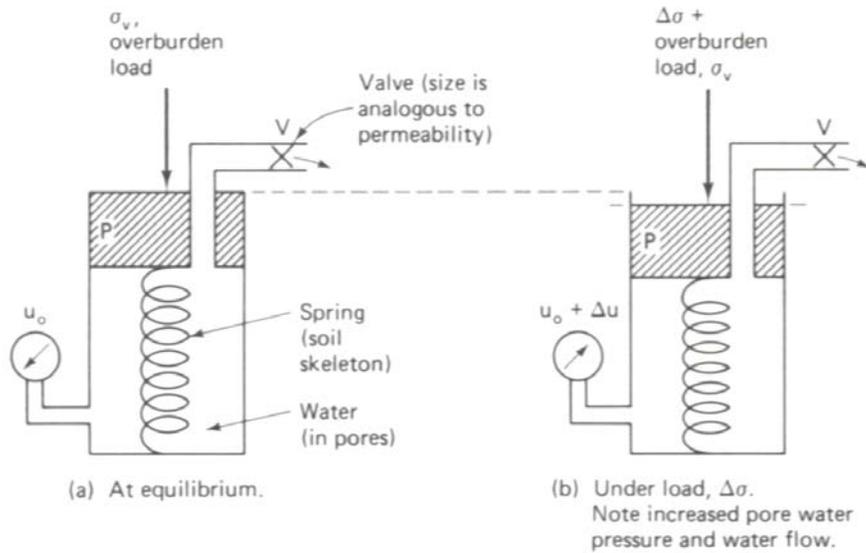 σv,
overburden
load
Valve (size is
analogous to
permeability)
V
P
uo
Spring
(soil
skeleton)
Water
(in pores)
(a) At equilibrium.
Δσ +
overburden
load, σv
V
P
uo + Δu
(b) Under load, Δσ.
Note increased pore water
pressure and water flow.